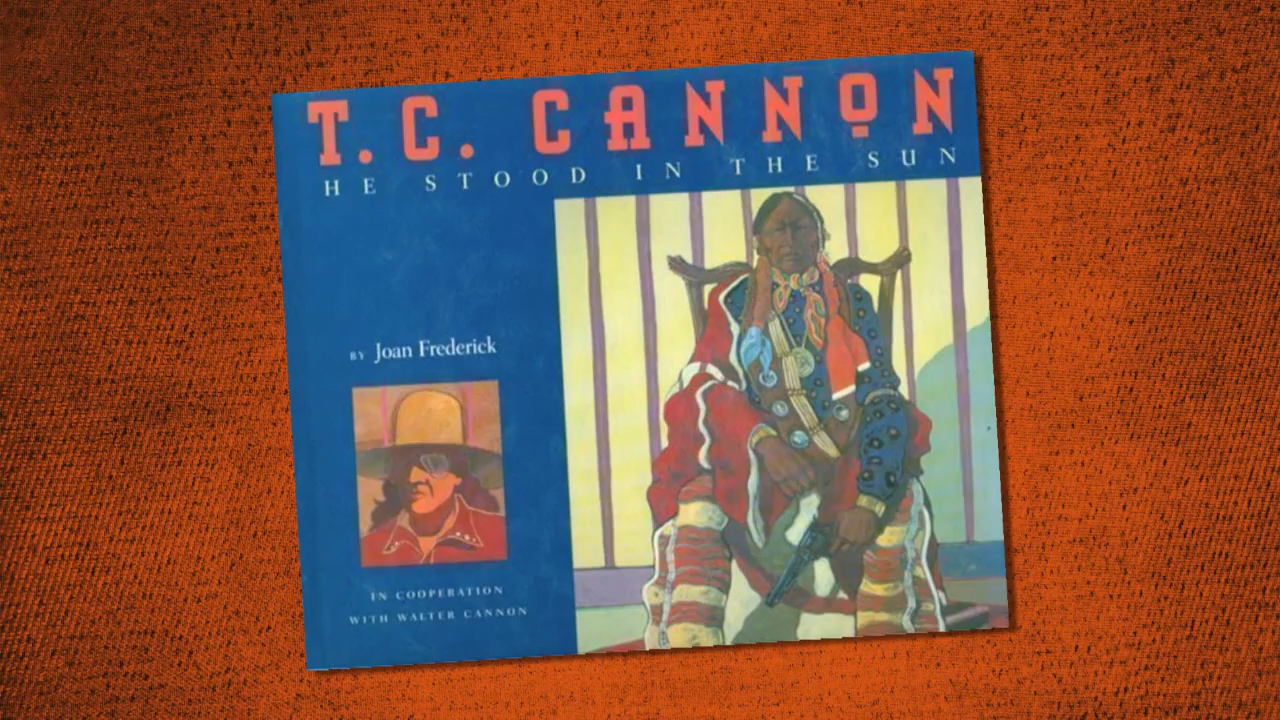 T.C. CANNON
HE STOOD IN THE SUN
BY Joan Frederick
IN COOPERATION
WITH WALTER CANNON